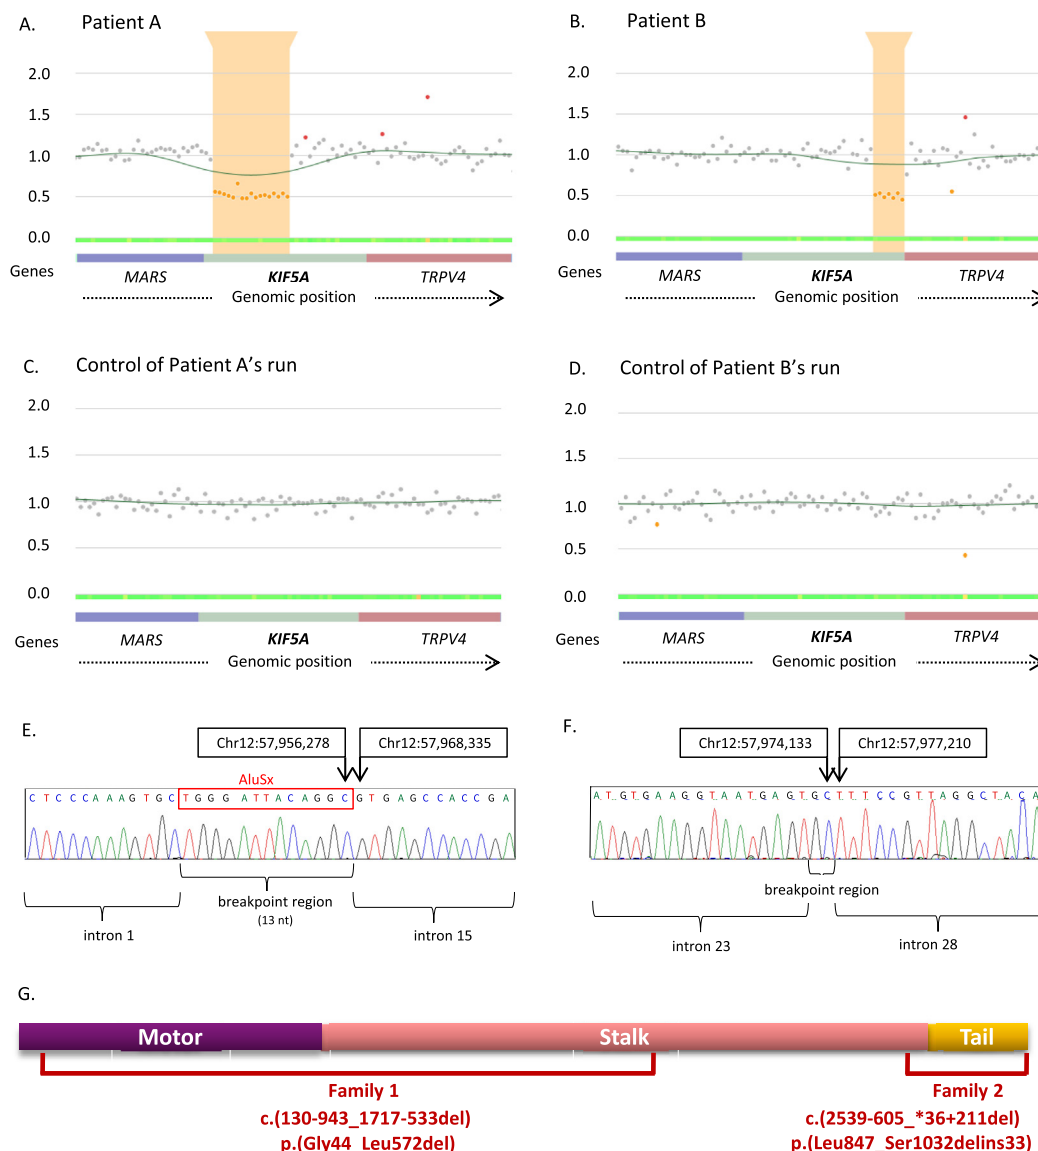 A. Patient A
2.0
1.5
1.0
0.5
0.0
Genes MARS KIF5A TRPV4
Genomic position
B. Patient B
2.0
1.5
1.0
0.5
0.0
Genes MARS KIF5A TRPV4
Genomic position
C. Control of Patient A's run
2.0
1.5
1.0
0.5
0.0
Genes MARS KIF5A TRPV4
Genomic position
D. Control of Patient B's run
2.0
1.5
1.0
0.5
0.0
Genes MARS KIF5A TRPV4
Genomic position
E.
Chr12:57,956,278 Chr12:57,968,335
AluSx
C T C C C A A A G T G C T G G G A T T A C A G G C G T G A G C C A C C G A
breakpoint region
(13 nt)
intron 1 intron 15
F.
Chr12:57,974,133 Chr12:57,977,210
A T G T G A A G G T A A T G A G T G C T T T C C G T T A G G C T A C A
breakpoint region
intron 23 intron 28
G.
Motor Stalk Tail
Family 1
c.(130-943_1717-533del)
p.(Gly44_Leu572del)
Family 2
c.(2539-605_*36+211del)
p.(Leu847_Ser1032delins33)